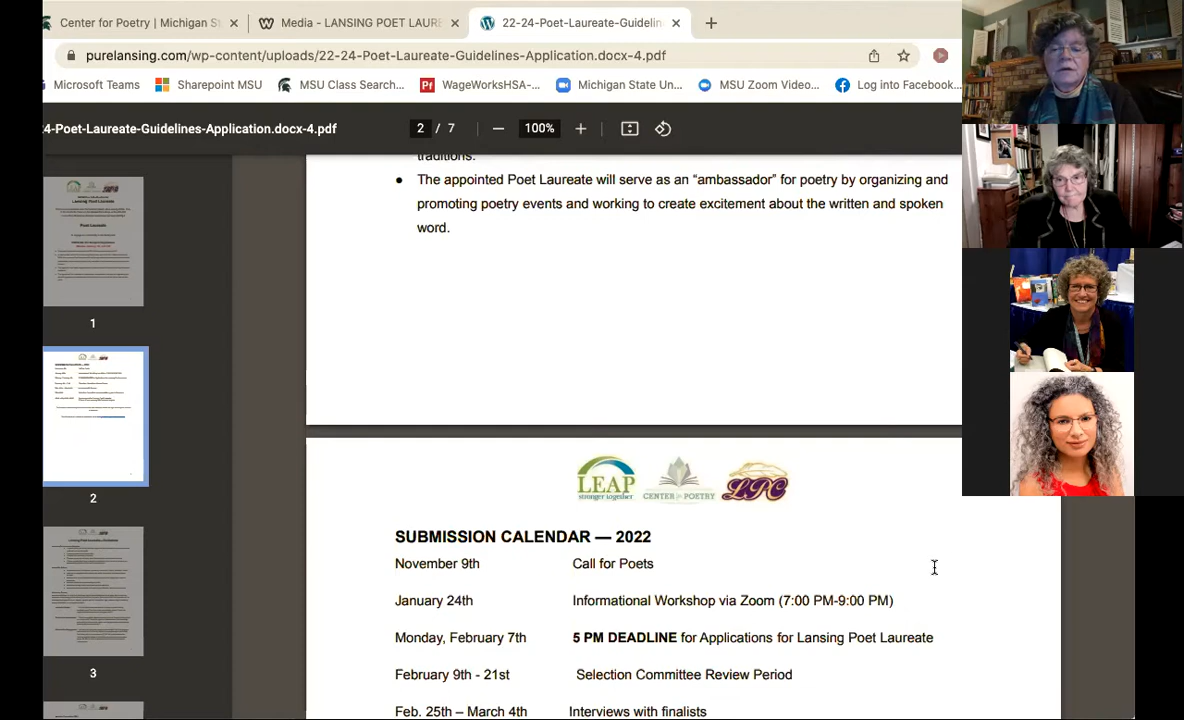 Center for Poetry | Michigan S
Media - LANSING POET LAURE
22-24-Poet-Laureate-Guidelin
purelansing.com/wp-content/uploads/22-24-Poet-Laureate-Guidelines-Application.docx-4.pdf
Microsoft Teams
Sharepoint MSU
MSU Class Search...
WageWorksHSA-...
Michigan State Un...
MSU Zoom Video...
Log into Facebook...
4-Poet-Laureate-Guidelines-Application.docx-4.pdf
2 / 7
100%
traditions.
● The appointed Poet Laureate will serve as an “ambassador” for poetry by organizing and
promoting poetry events and working to create excitement about the written and spoken
word.
1
2
3
LEAP
stronger together
CENTER for POETRY
LPC
SUBMISSION CALENDAR — 2022
November 9th Call for Poets
January 24th Informational Workshop via Zoom (7:00 PM-9:00 PM)
Monday, February 7th 5 PM DEADLINE for Applications for Lansing Poet Laureate
February 9th - 21st Selection Committee Review Period
Feb. 25th – March 4th Interviews with finalists